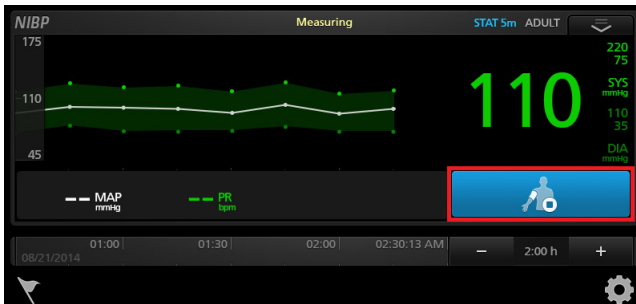 NIBP Measuring STAT 5m ADULT
175
110
45
110
220
75
SYS
mmHg
110
35
DIA
mmHg
-- MAP
mmHg
-- PR
bpm
01:00 01:30 02:00 02:30:13 AM
08/21/2014
− 2:00 h +